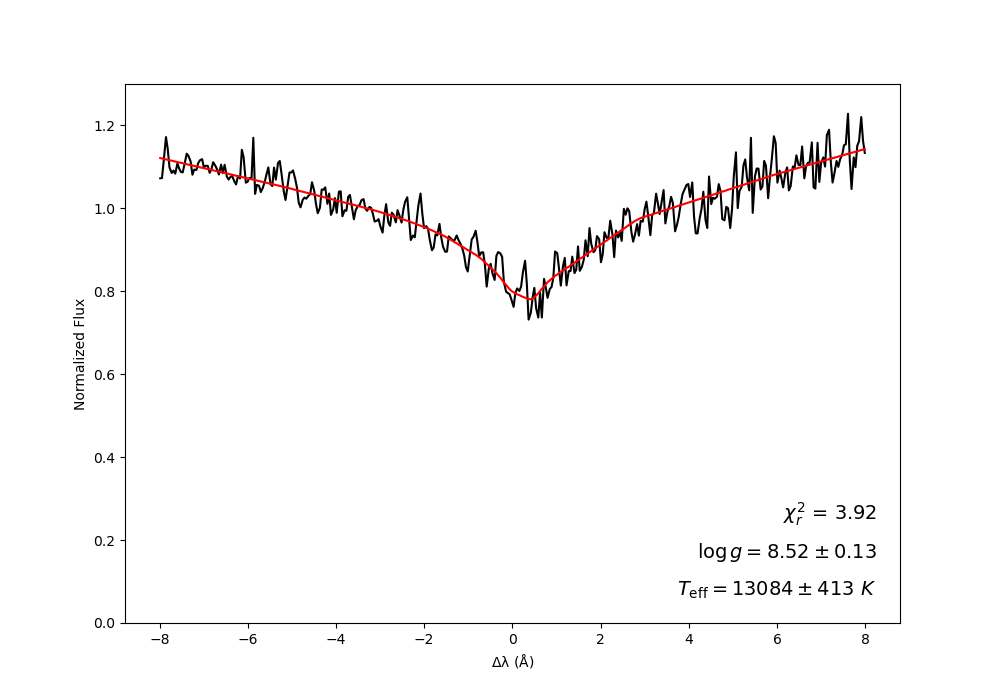 1.2
1.0
0.8
0.6
0.4
0.2
0.0
Normalized Flux
χ²ᵣ = 3.92
log g = 8.52 ± 0.13
T_eff = 13084 ± 413 K
−8 −6 −4 −2 0 2 4 6 8
Δλ (Å)